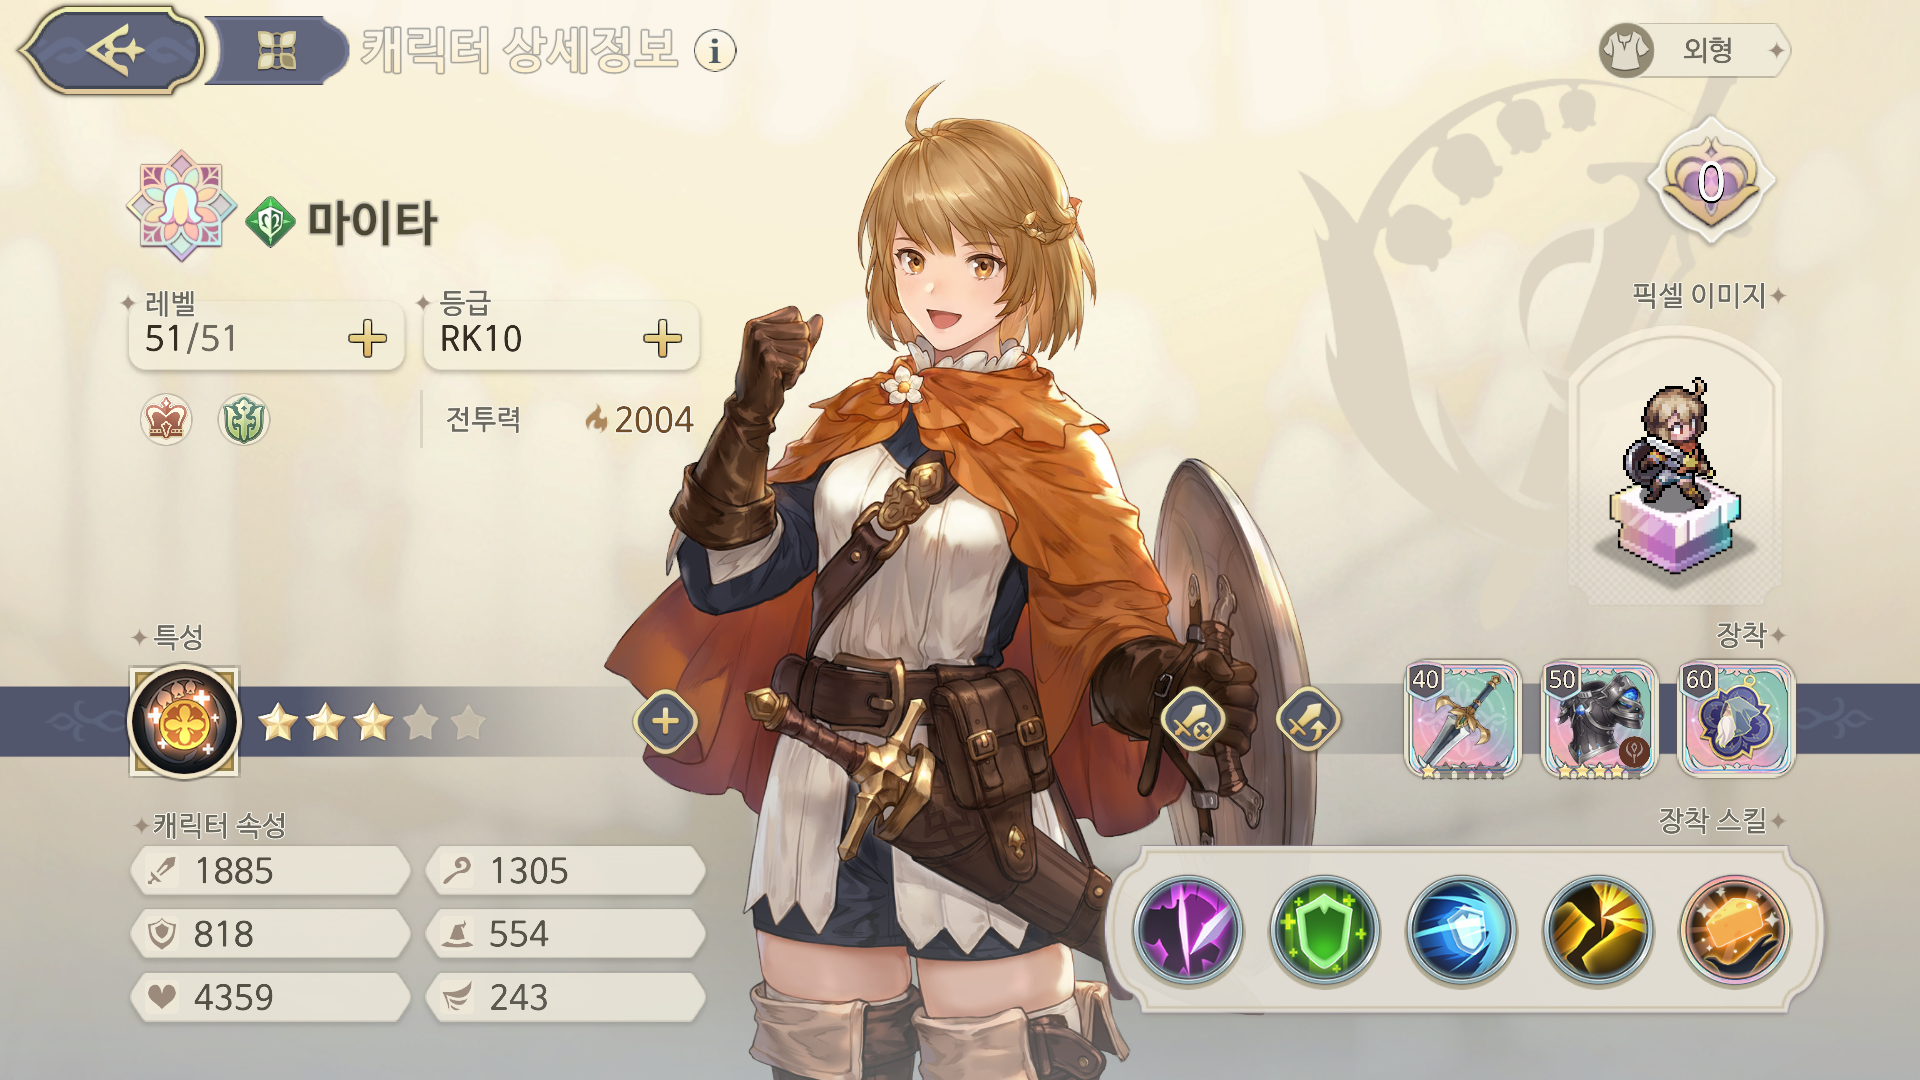 캐릭터 상세정보
외형
마이타
0
레벨
51/51
등급
RK10
픽셀 이미지
전투력
2004
특성
장착
40
50
60
캐릭터 속성
장착 스킬
1885
1305
818
554
4359
243